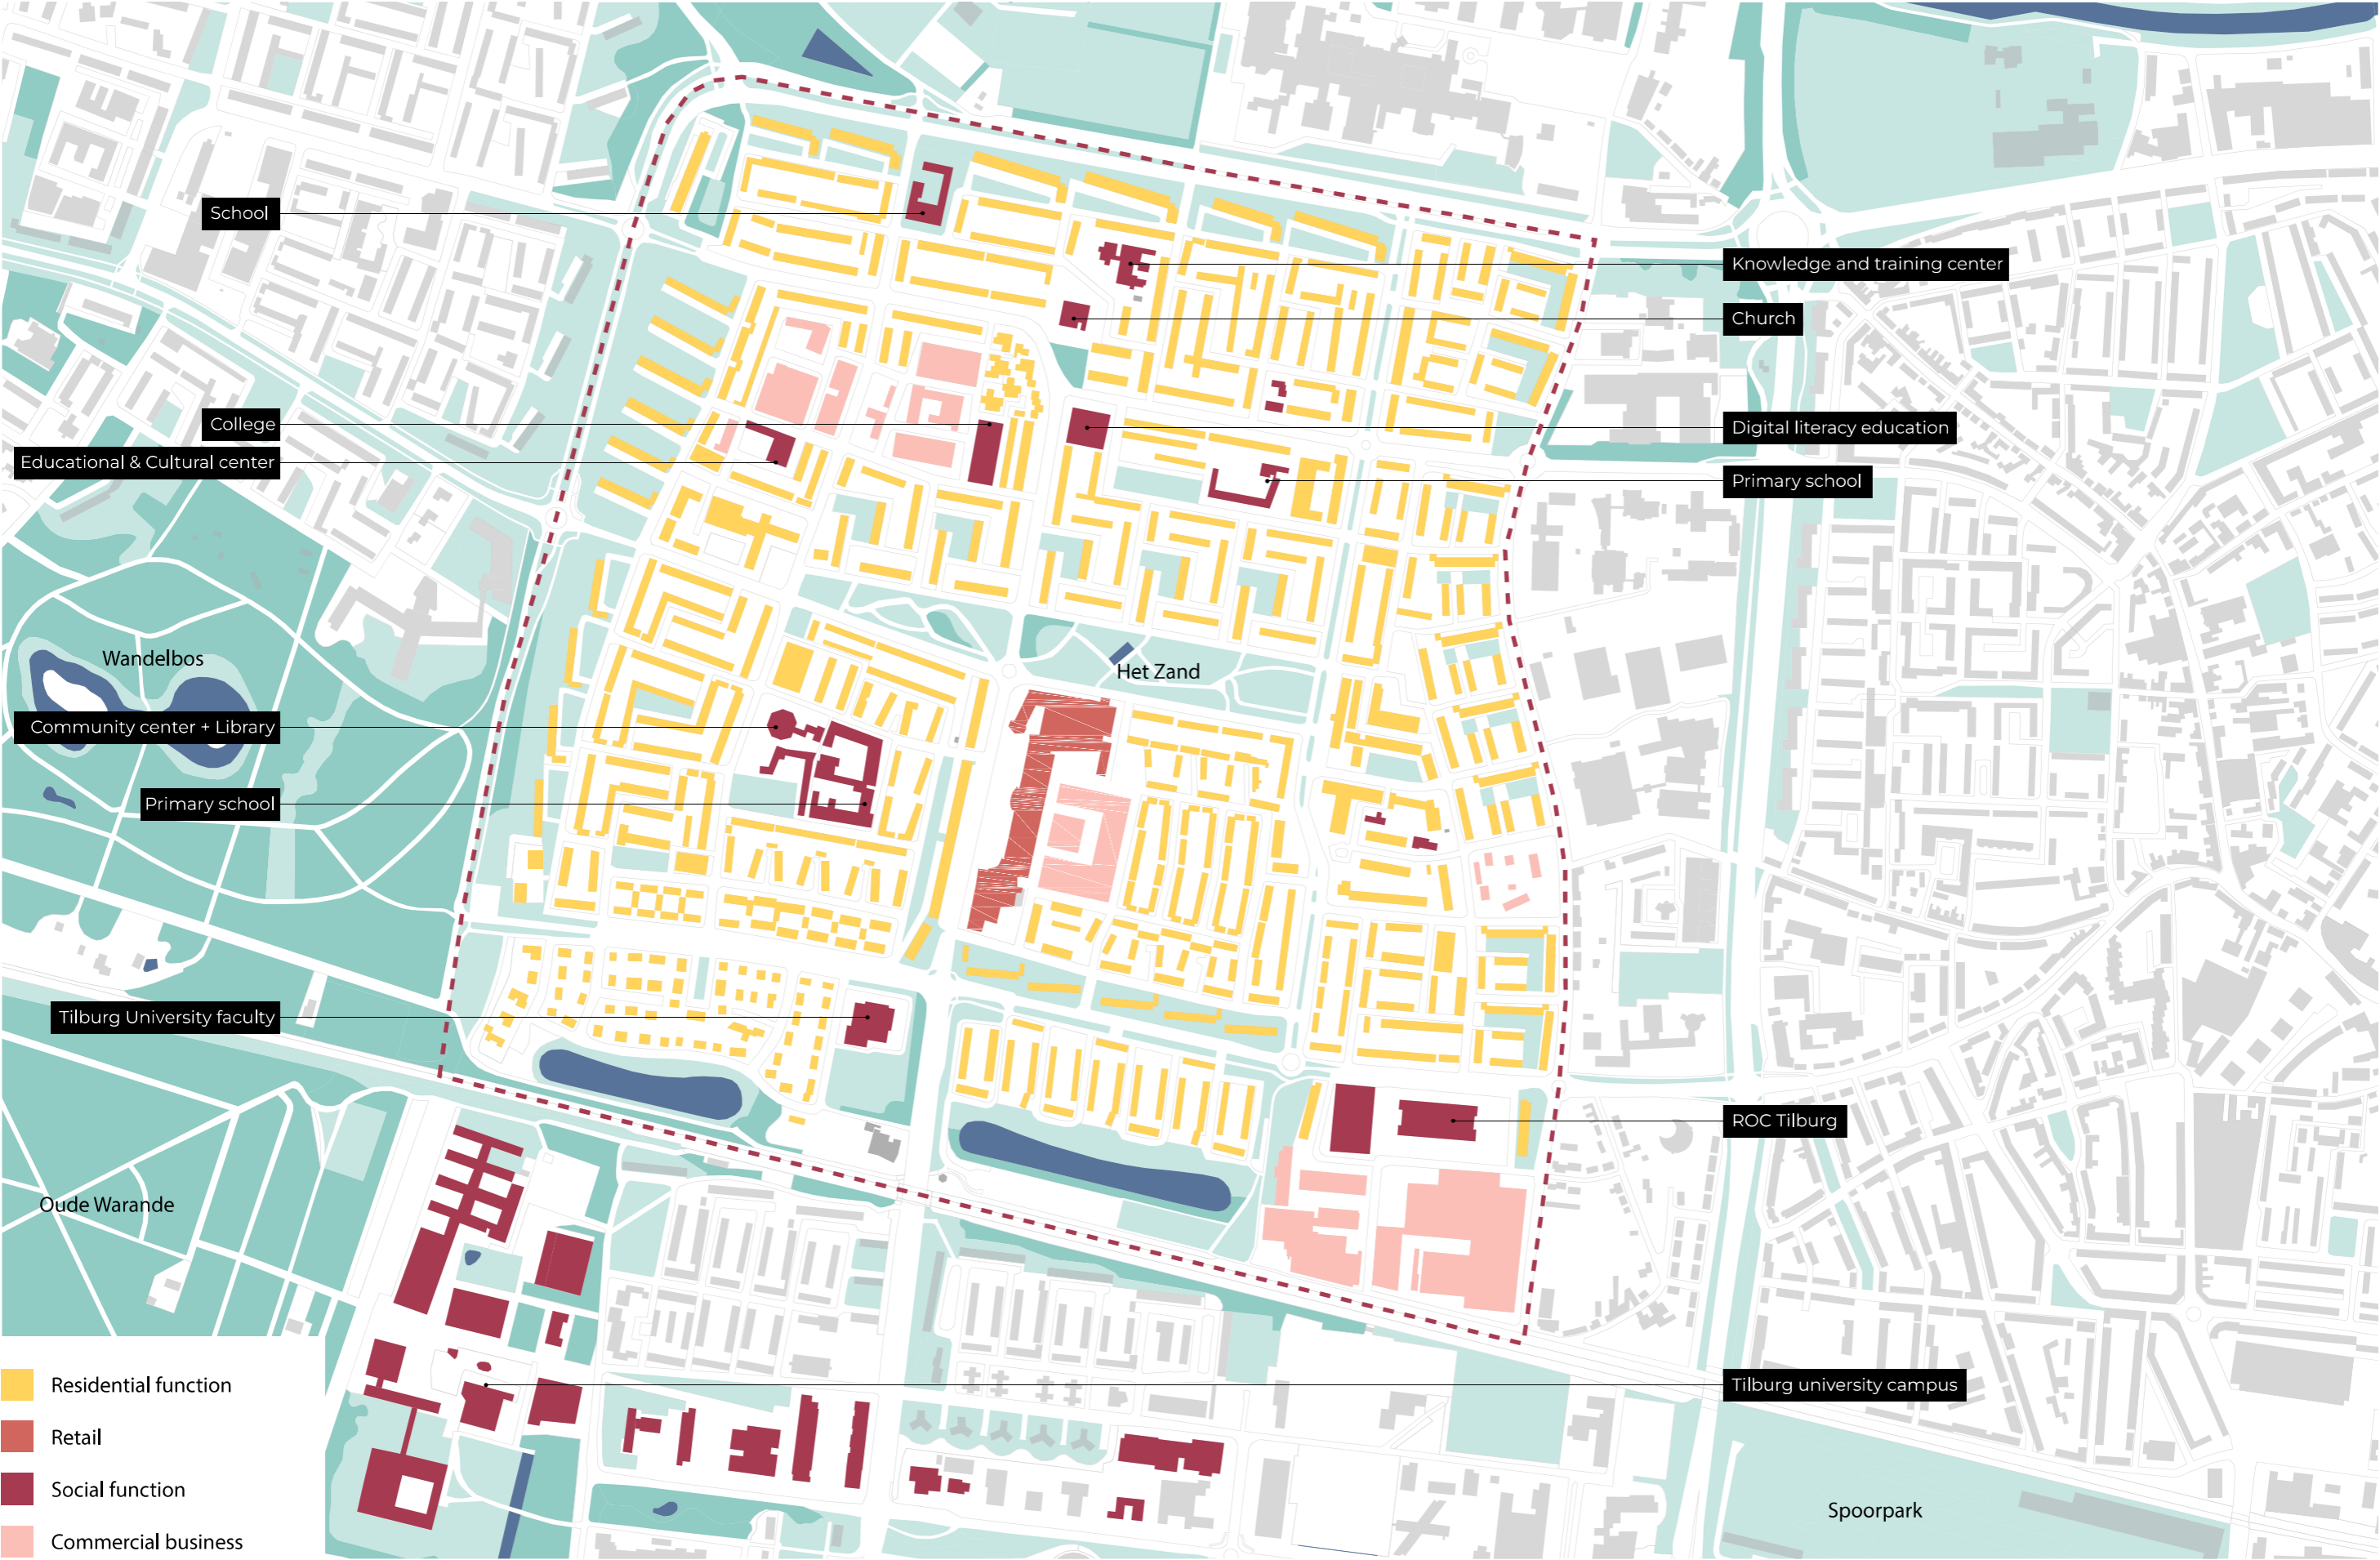 School
Knowledge and training center
Church
College
Digital literacy education
Educational & Cultural center
Primary school
Wandelbos
Het Zand
Community center + Library
Primary school
Tilburg University faculty
ROC Tilburg
Oude Warande
Tilburg university campus
Residential function
Retail
Social function
Spoorpark
Commercial business